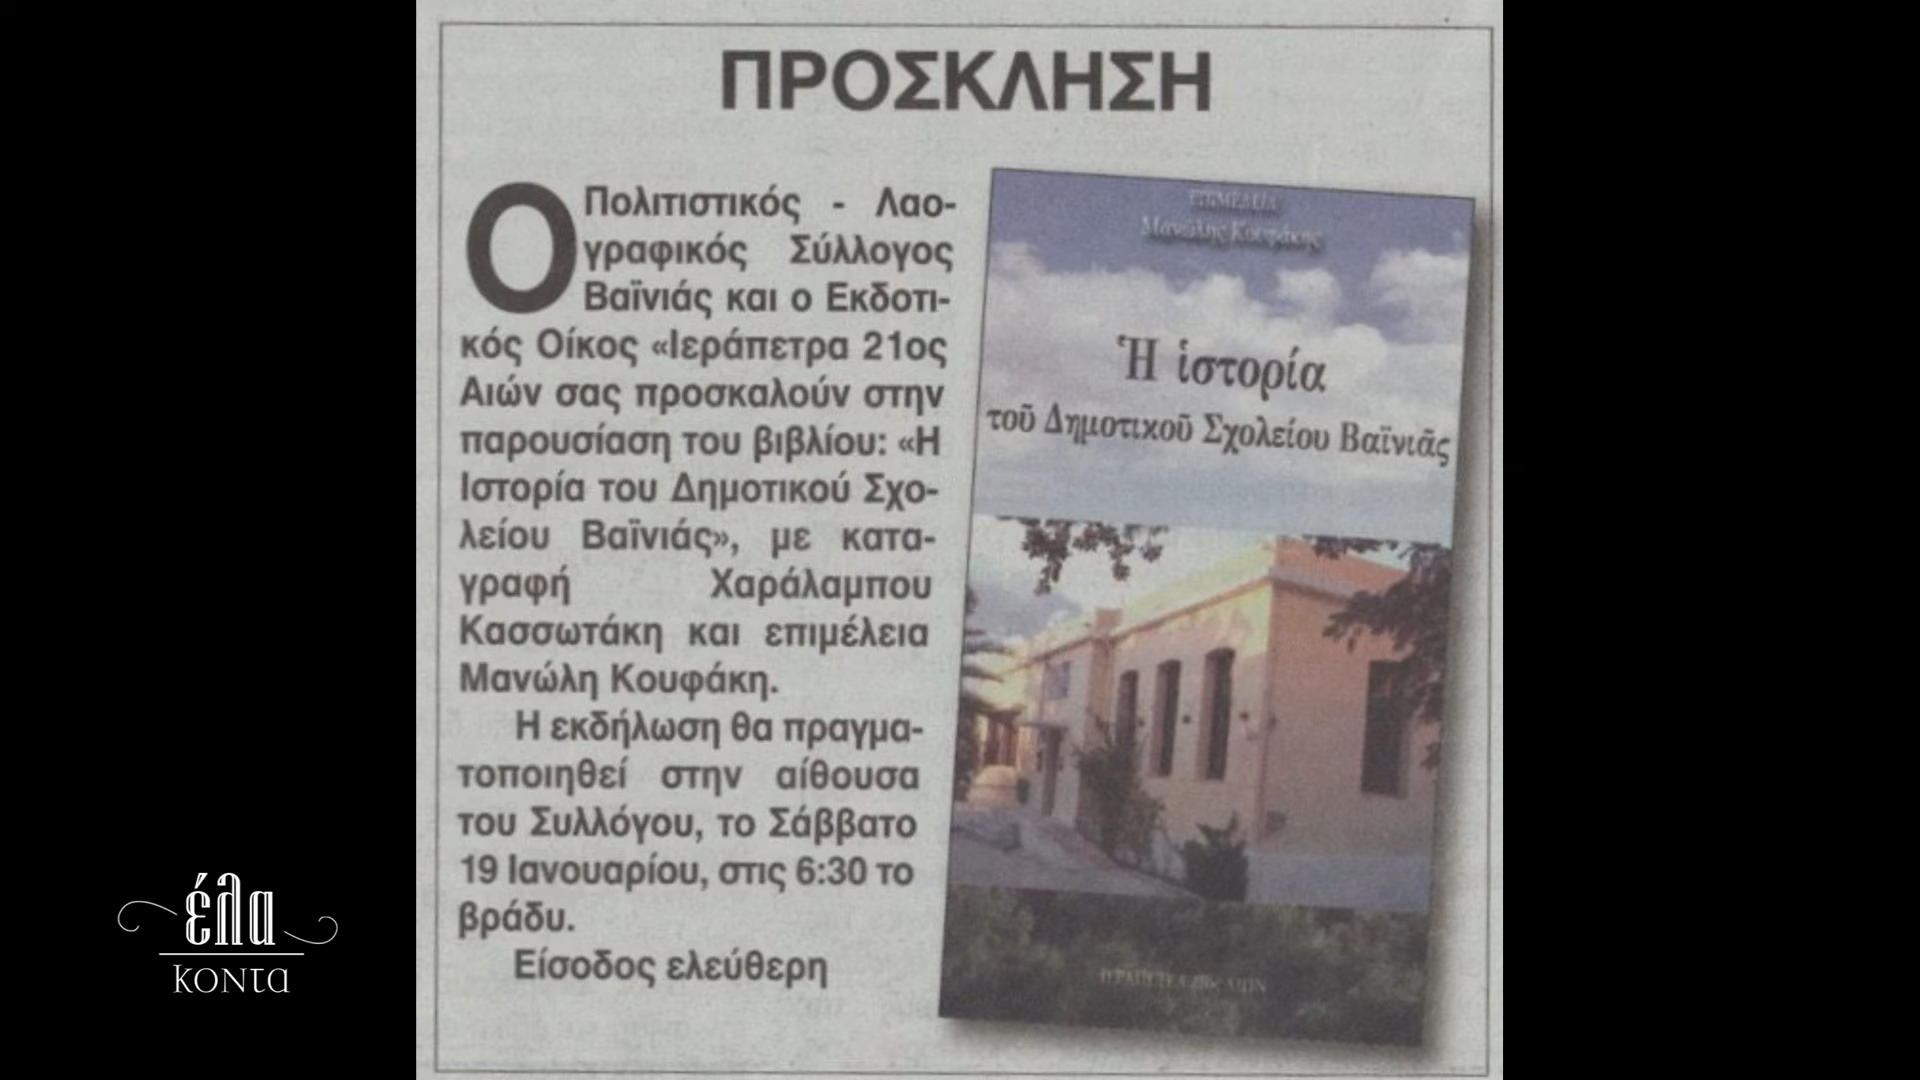 ΠΡΟΣΚΛΗΣΗ
Ο Πολιτιστικός - Λαο-
γραφικός Σύλλογος
Βαϊνιάς και ο Εκδοτι-
κός Οίκος «Ιεράπετρα 21ος
Αιών σας προσκαλούν στην
παρουσίαση του βιβλίου: «Η
Ιστορία του Δημοτικού Σχο-
λείου Βαϊνιάς», με κατα-
γραφή Χαράλαμπου
Κασσωτάκη και επιμέλεια
Μανώλη Κουφάκη.
Η εκδήλωση θα πραγμα-
τοποιηθεί στην αίθουσα
του Συλλόγου, το Σάββατο
19 Ιανουαρίου, στις 6:30 το
βράδυ.
Είσοδος ελεύθερη
ΕΠΙΜΕΛΕΙΑ
Μανώλης Κουφάκης
Ἡ ἱστορία
τοῦ Δημοτικοῦ Σχολείου Βαϊνιᾶς
έλα
κοντα